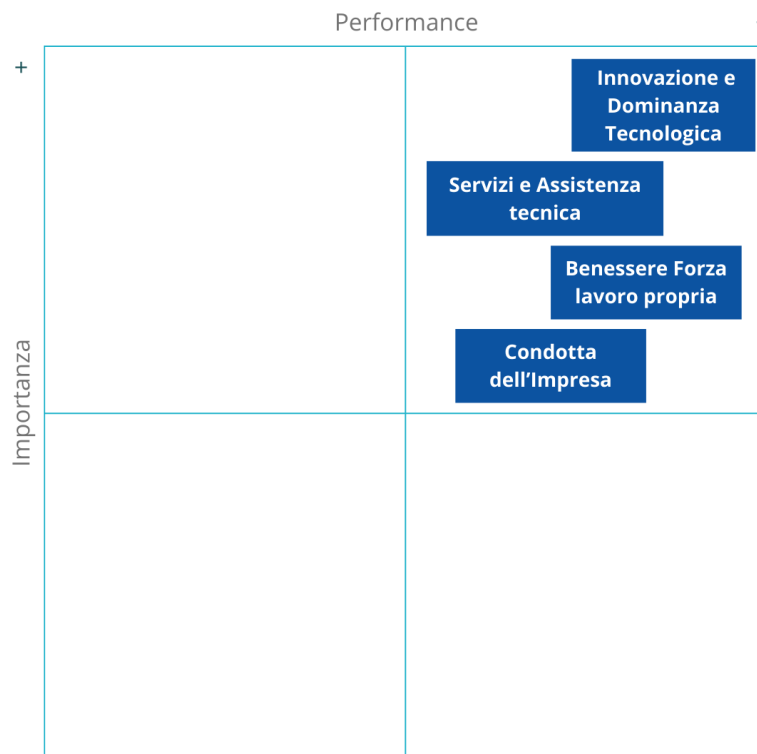 Performance
+
Innovazione e
Dominanza
Tecnologica
Servizi e Assistenza
tecnica
Benessere Forza
lavoro propria
Condotta
dell’Impresa
Importanza